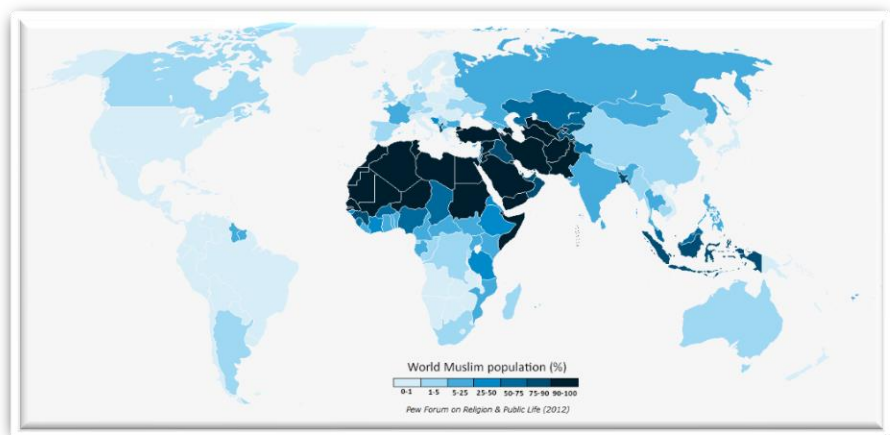 World Muslim population (%)
0-1 1-5 5-25 25-50 50-75 75-90 90-100
Pew Forum on Religion & Public Life (2012)